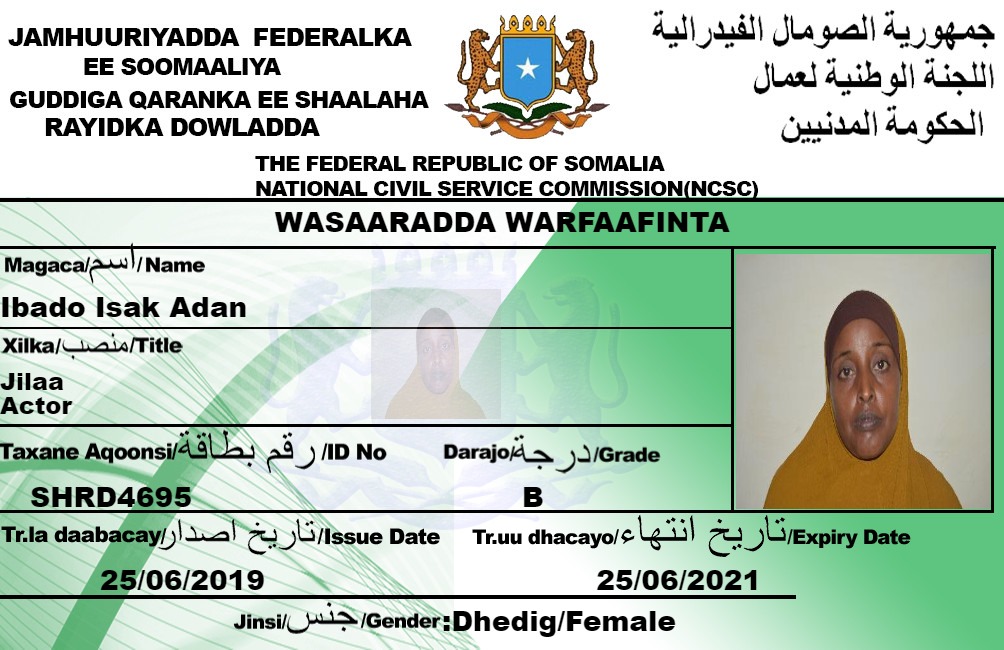 JAMHUURIYADDA FEDERALKA
EE SOOMAALIYA
GUDDIGA QARANKA EE SHAALAHA
RAYIDKA DOWLADDA
جمهورية الصومال الفيدرالية
اللجنة الوطنية لعمال
الحكومة المدنيين
THE FEDERAL REPUBLIC OF SOMALIA
NATIONAL CIVIL SERVICE COMMISSION(NCSC)
WASAARADDA WARFAAFINTA
Magaca/أسم/Name
Ibado Isak Adan
Xilka/منصب/Title
Jilaa
Actor
Taxane Aqoonsi/رقم بطاقة/ID No Darajo/درجة/Grade
SHRD4695 B
Tr.la daabacay/تاريخ اصدار/Issue Date Tr.uu dhacayo/تاريخ انتهاء/Expiry Date
25/06/2019 25/06/2021
Jinsi/جنس/Gender:Dhedig/Female